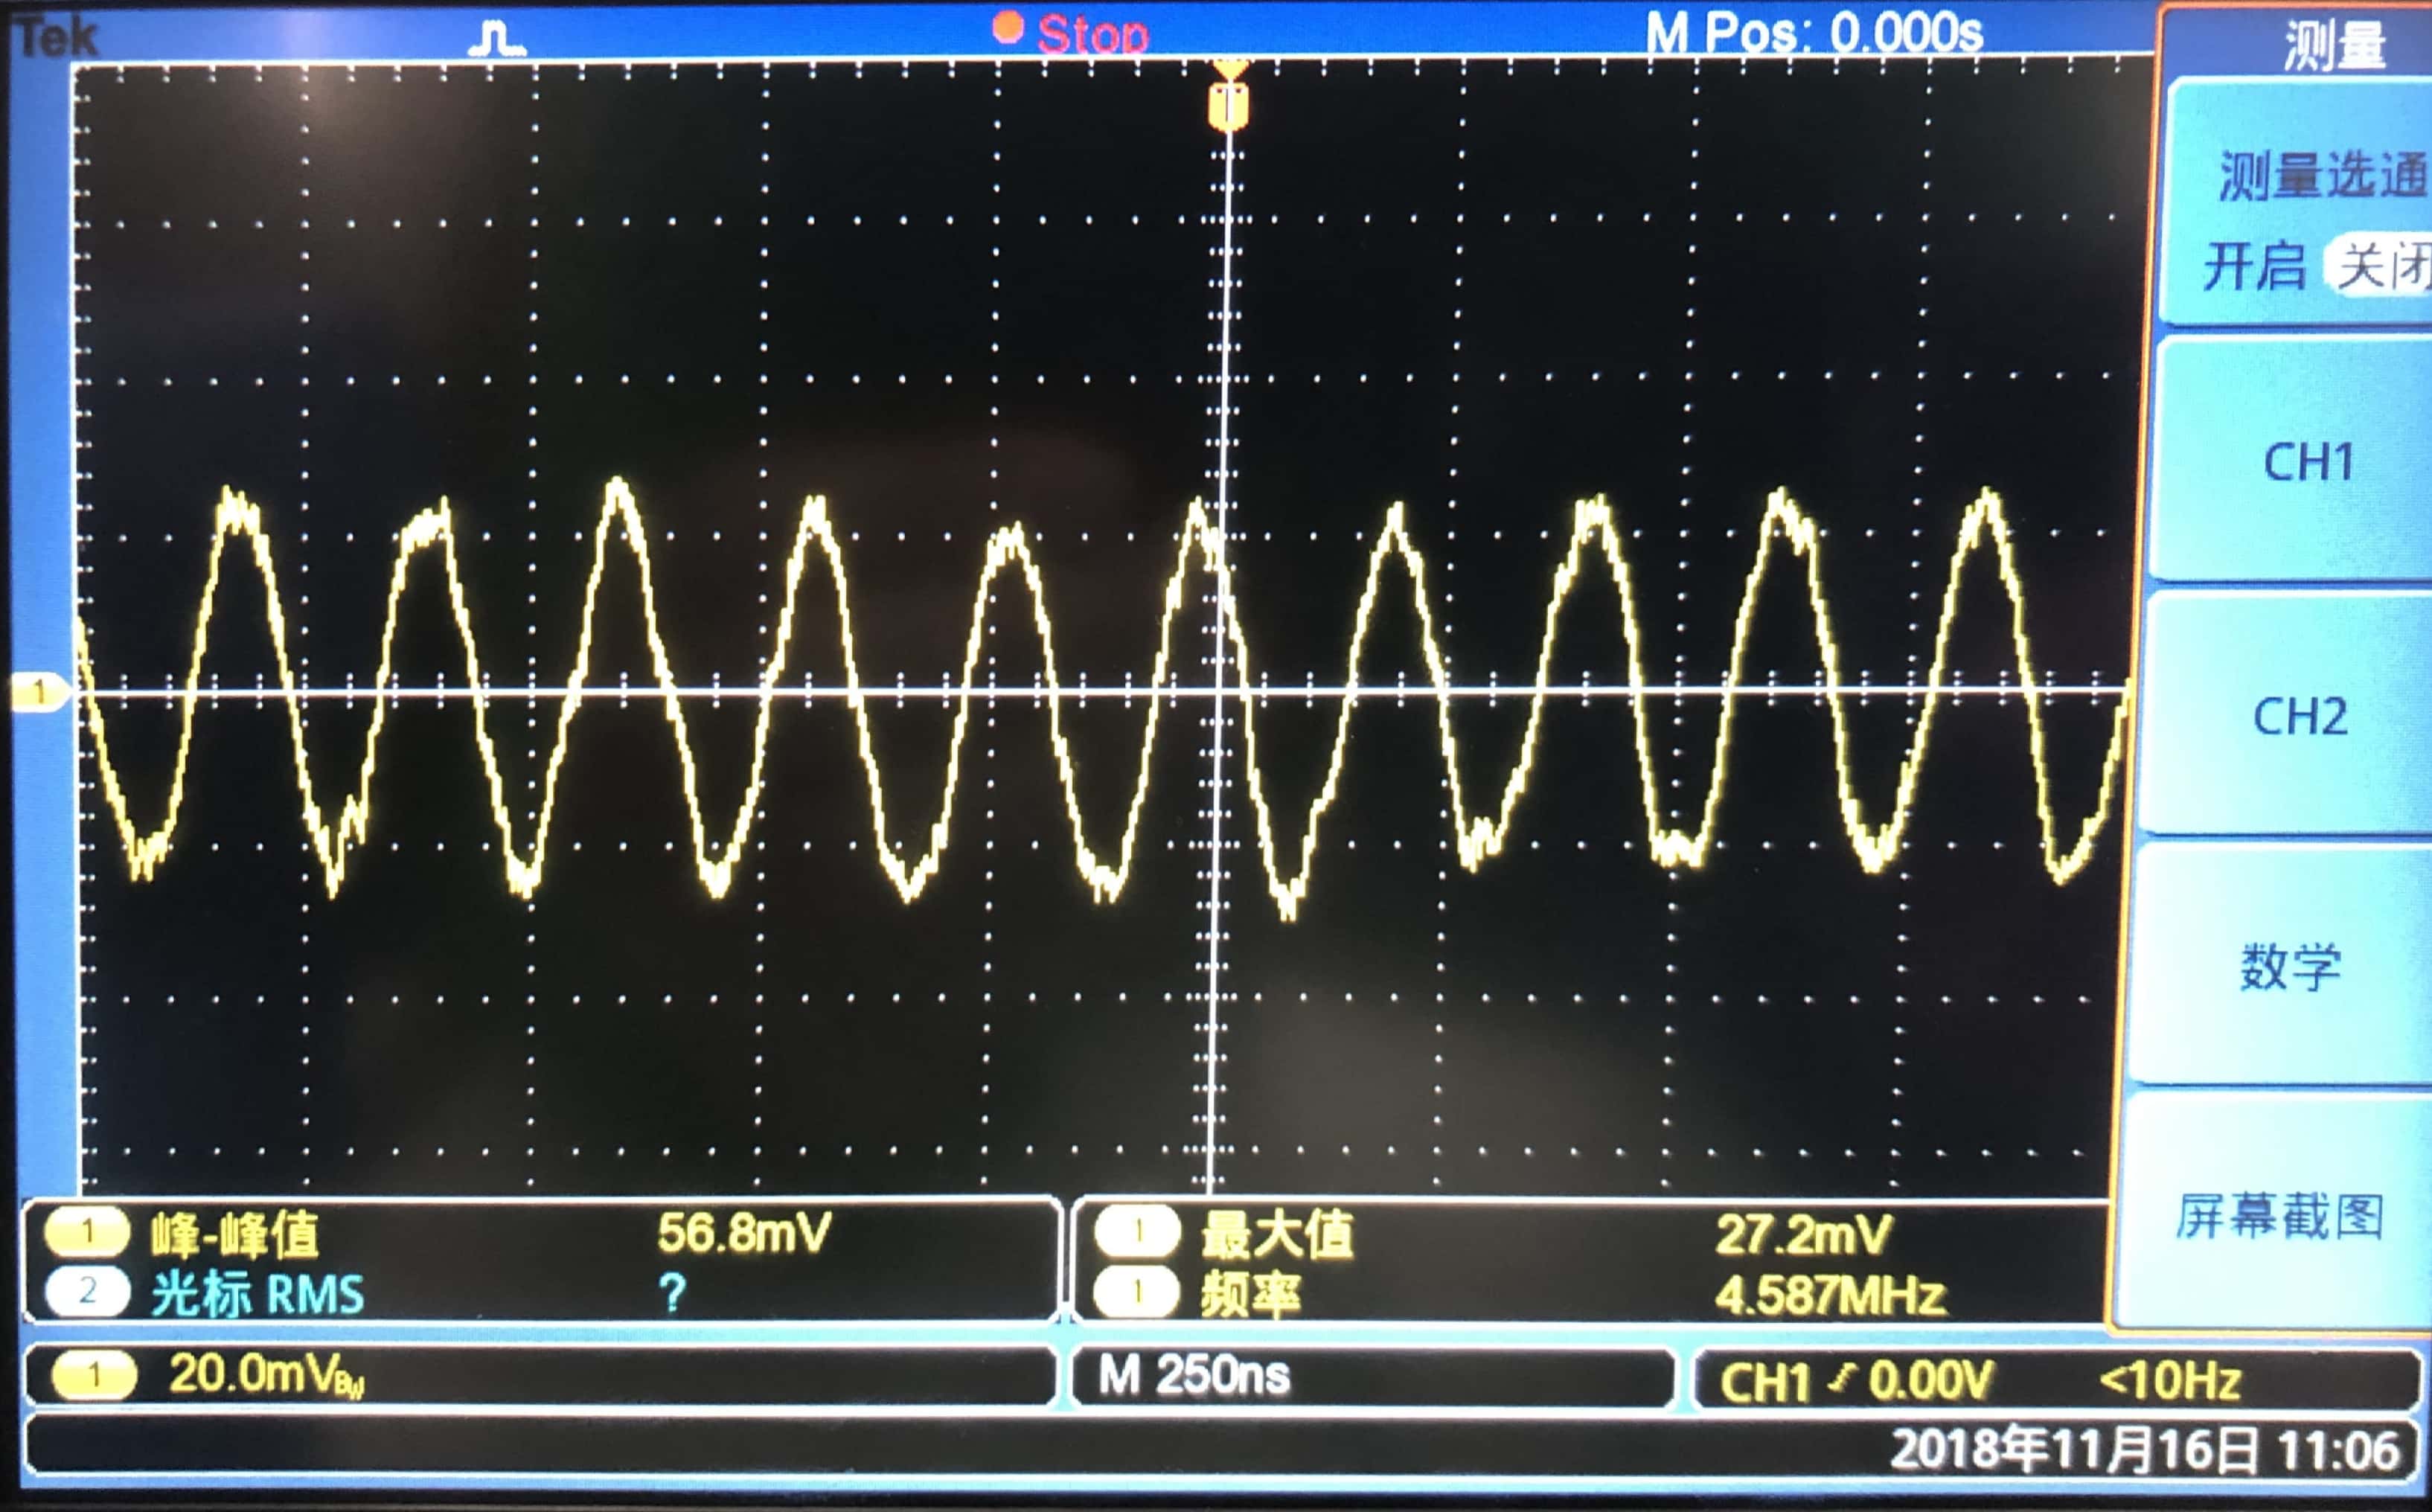 Tek Stop M Pos: 0.000s 测量
测量选通
开启 关闭
CH1
1
CH2
数学
屏幕截图
1 峰-峰值 56.8mV 1 最大值 27.2mV
2 光标 RMS ? 1 频率 4.587MHz
1 20.0mVBW M 250ns CH1 0.00V <10Hz
2018年11月16日 11:06